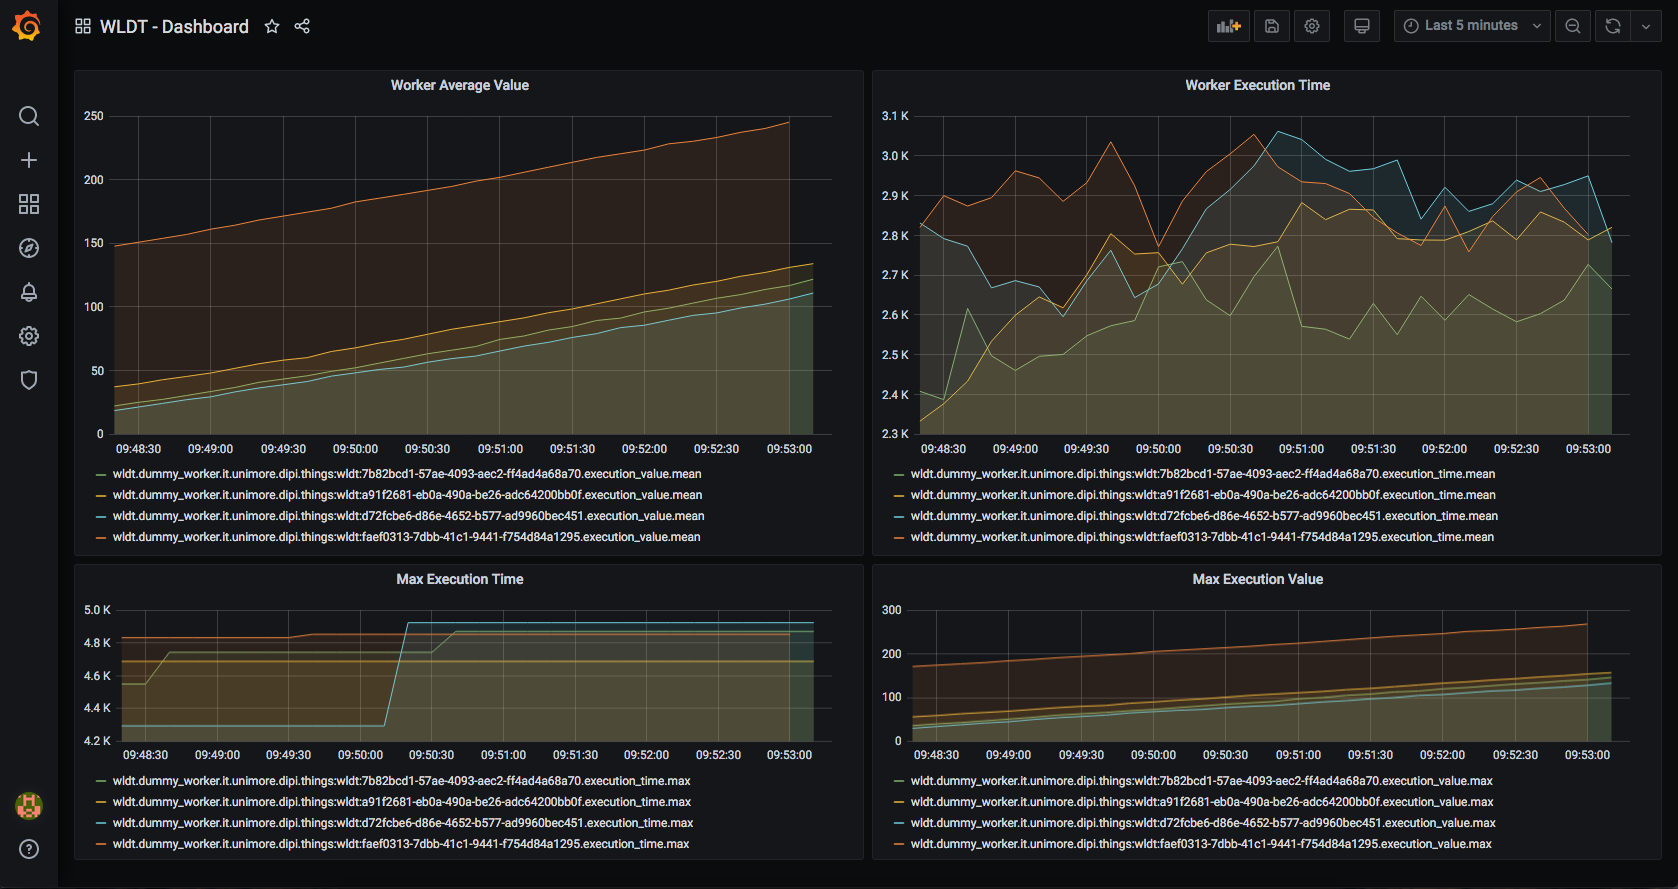 WLDT - Dashboard
Last 5 minutes
Worker Average Value
250
200
150
100
50
0
09:48:30 09:49:00 09:49:30 09:50:00 09:50:30 09:51:00 09:51:30 09:52:00 09:52:30 09:53:00
wldt.dummy_worker.it.unimore.dipi.things:wldt:7b82bcd1-57ae-4093-aec2-ff4ad4a68a70.execution_value.mean
wldt.dummy_worker.it.unimore.dipi.things:wldt:a91f2681-eb0a-490a-be26-adc64200bb0f.execution_value.mean
wldt.dummy_worker.it.unimore.dipi.things:wldt:d72fcbe6-d86e-4652-b577-ad9960bec451.execution_value.mean
wldt.dummy_worker.it.unimore.dipi.things:wldt:faef0313-7dbb-41c1-9441-f754d84a1295.execution_value.mean
Worker Execution Time
3.1 K
3.0 K
2.9 K
2.8 K
2.7 K
2.6 K
2.5 K
2.4 K
2.3 K
09:48:30 09:49:00 09:49:30 09:50:00 09:50:30 09:51:00 09:51:30 09:52:00 09:52:30 09:53:00
wldt.dummy_worker.it.unimore.dipi.things:wldt:7b82bcd1-57ae-4093-aec2-ff4ad4a68a70.execution_time.mean
wldt.dummy_worker.it.unimore.dipi.things:wldt:a91f2681-eb0a-490a-be26-adc64200bb0f.execution_time.mean
wldt.dummy_worker.it.unimore.dipi.things:wldt:d72fcbe6-d86e-4652-b577-ad9960bec451.execution_time.mean
wldt.dummy_worker.it.unimore.dipi.things:wldt:faef0313-7dbb-41c1-9441-f754d84a1295.execution_time.mean
Max Execution Time
5.0 K
4.8 K
4.6 K
4.4 K
4.2 K
09:48:30 09:49:00 09:49:30 09:50:00 09:50:30 09:51:00 09:51:30 09:52:00 09:52:30 09:53:00
wldt.dummy_worker.it.unimore.dipi.things:wldt:7b82bcd1-57ae-4093-aec2-ff4ad4a68a70.execution_time.max
wldt.dummy_worker.it.unimore.dipi.things:wldt:a91f2681-eb0a-490a-be26-adc64200bb0f.execution_time.max
wldt.dummy_worker.it.unimore.dipi.things:wldt:d72fcbe6-d86e-4652-b577-ad9960bec451.execution_time.max
wldt.dummy_worker.it.unimore.dipi.things:wldt:faef0313-7dbb-41c1-9441-f754d84a1295.execution_time.max
Max Execution Value
300
200
100
0
09:48:30 09:49:00 09:49:30 09:50:00 09:50:30 09:51:00 09:51:30 09:52:00 09:52:30 09:53:00
wldt.dummy_worker.it.unimore.dipi.things:wldt:7b82bcd1-57ae-4093-aec2-ff4ad4a68a70.execution_value.max
wldt.dummy_worker.it.unimore.dipi.things:wldt:a91f2681-eb0a-490a-be26-adc64200bb0f.execution_value.max
wldt.dummy_worker.it.unimore.dipi.things:wldt:d72fcbe6-d86e-4652-b577-ad9960bec451.execution_value.max
wldt.dummy_worker.it.unimore.dipi.things:wldt:faef0313-7dbb-41c1-9441-f754d84a1295.execution_value.max